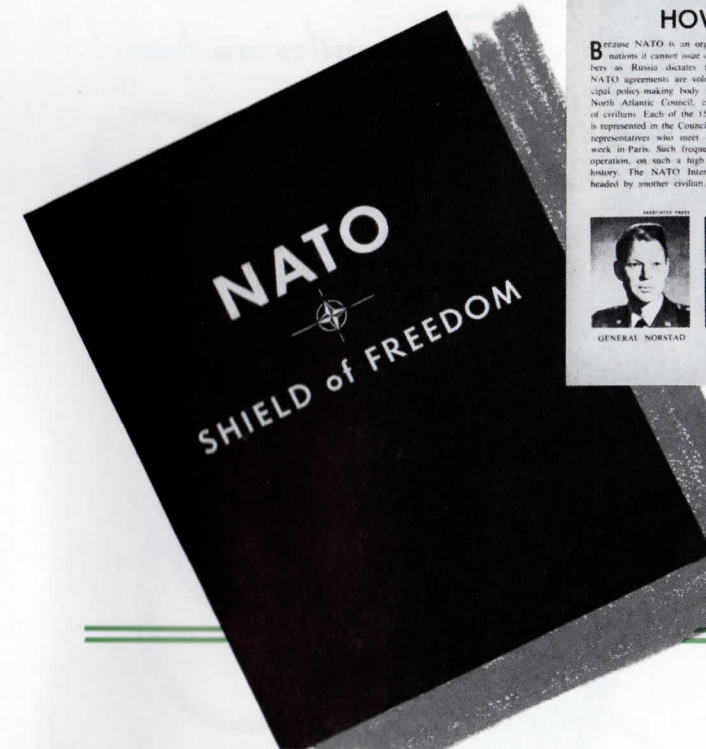 NATO
SHIELD of FREEDOM
HOV
Because NATO is an org
nations it cannot issue
bers as Russia dictates
NATO agreements are vol
cipal policy-making body
North Atlantic Council, c
of civilians. Each of the 15
is represented in the Counci
representatives who meet
week in Paris. Such freque
operation, on such a high
history. The NATO Inter
headed by another civilian,
ASSOCIATED PRESS
GENERAL NORSTAD